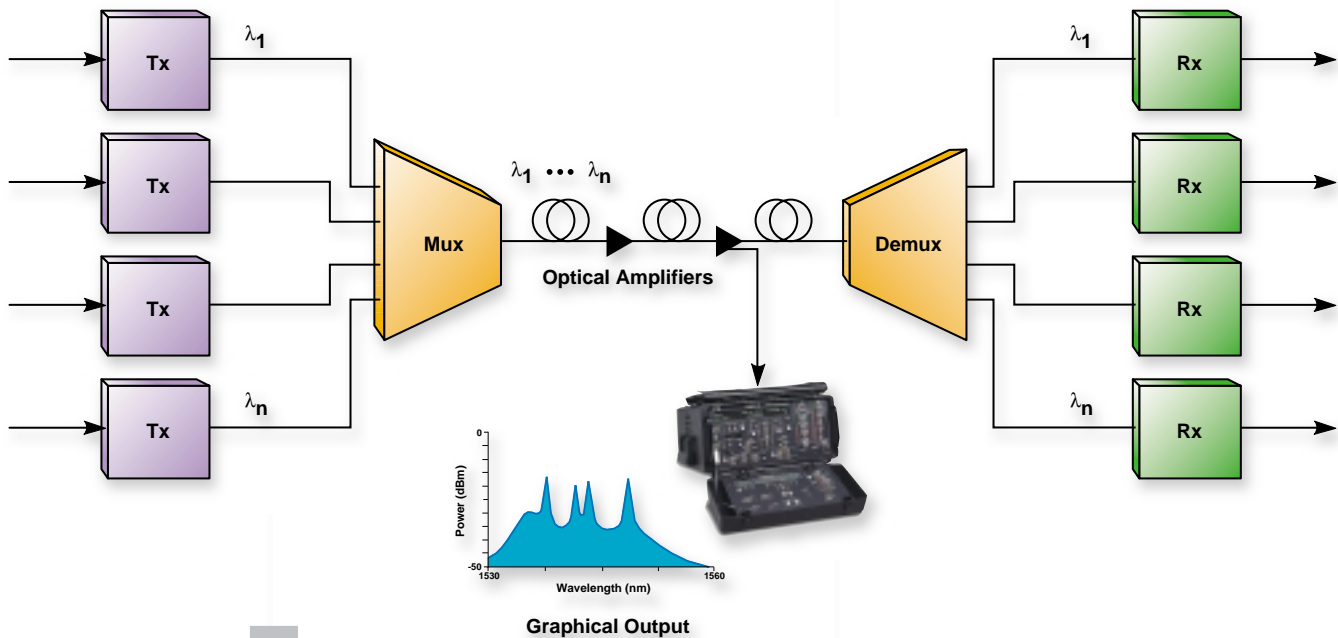 λ1
λ1
Tx
Rx
Tx
Rx
λ1 ••• λn
Mux
Demux
Optical Amplifiers
Tx
Rx
λn
λn
Tx
Rx
0
Power (dBm)
-50
1530
1560
Wavelength (nm)
Graphical Output